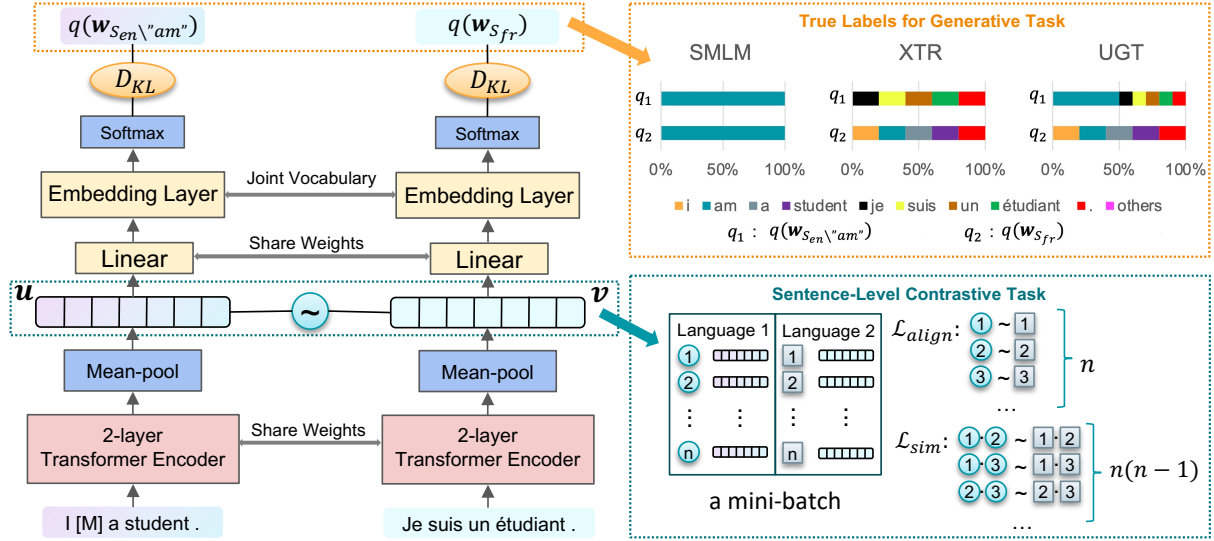 q(w_{S_{en\"am"}})
q(w_{S_{fr}})
D_{KL}
D_{KL}
Softmax
Softmax
Embedding Layer
Joint Vocabulary
Embedding Layer
Linear
Share Weights
Linear
u
~
v
Mean-pool
Mean-pool
2-layer
Transformer Encoder
Share Weights
2-layer
Transformer Encoder
I [M] a student .
Je suis un étudiant .
True Labels for Generative Task
SMLM
XTR
UGT
q_1
q_2
0% 50% 100%
q_1
q_2
0% 50% 100%
q_1
q_2
0% 50% 100%
i am a student je suis un étudiant . others
q_1 : q(w_{S_{en\"am"}})
q_2 : q(w_{S_{fr}})
Sentence-Level Contrastive Task
Language 1
Language 2
1
1
2
2
⋮ ⋮
⋮ ⋮
n
n
a mini-batch
ℒ_{align}: 1 ~ 1
2 ~ 2
3 ~ 3
...
n
ℒ_{sim}: 1·2 ~ 1·2
1·3 ~ 1·3
2·3 ~ 2·3
...
n(n − 1)